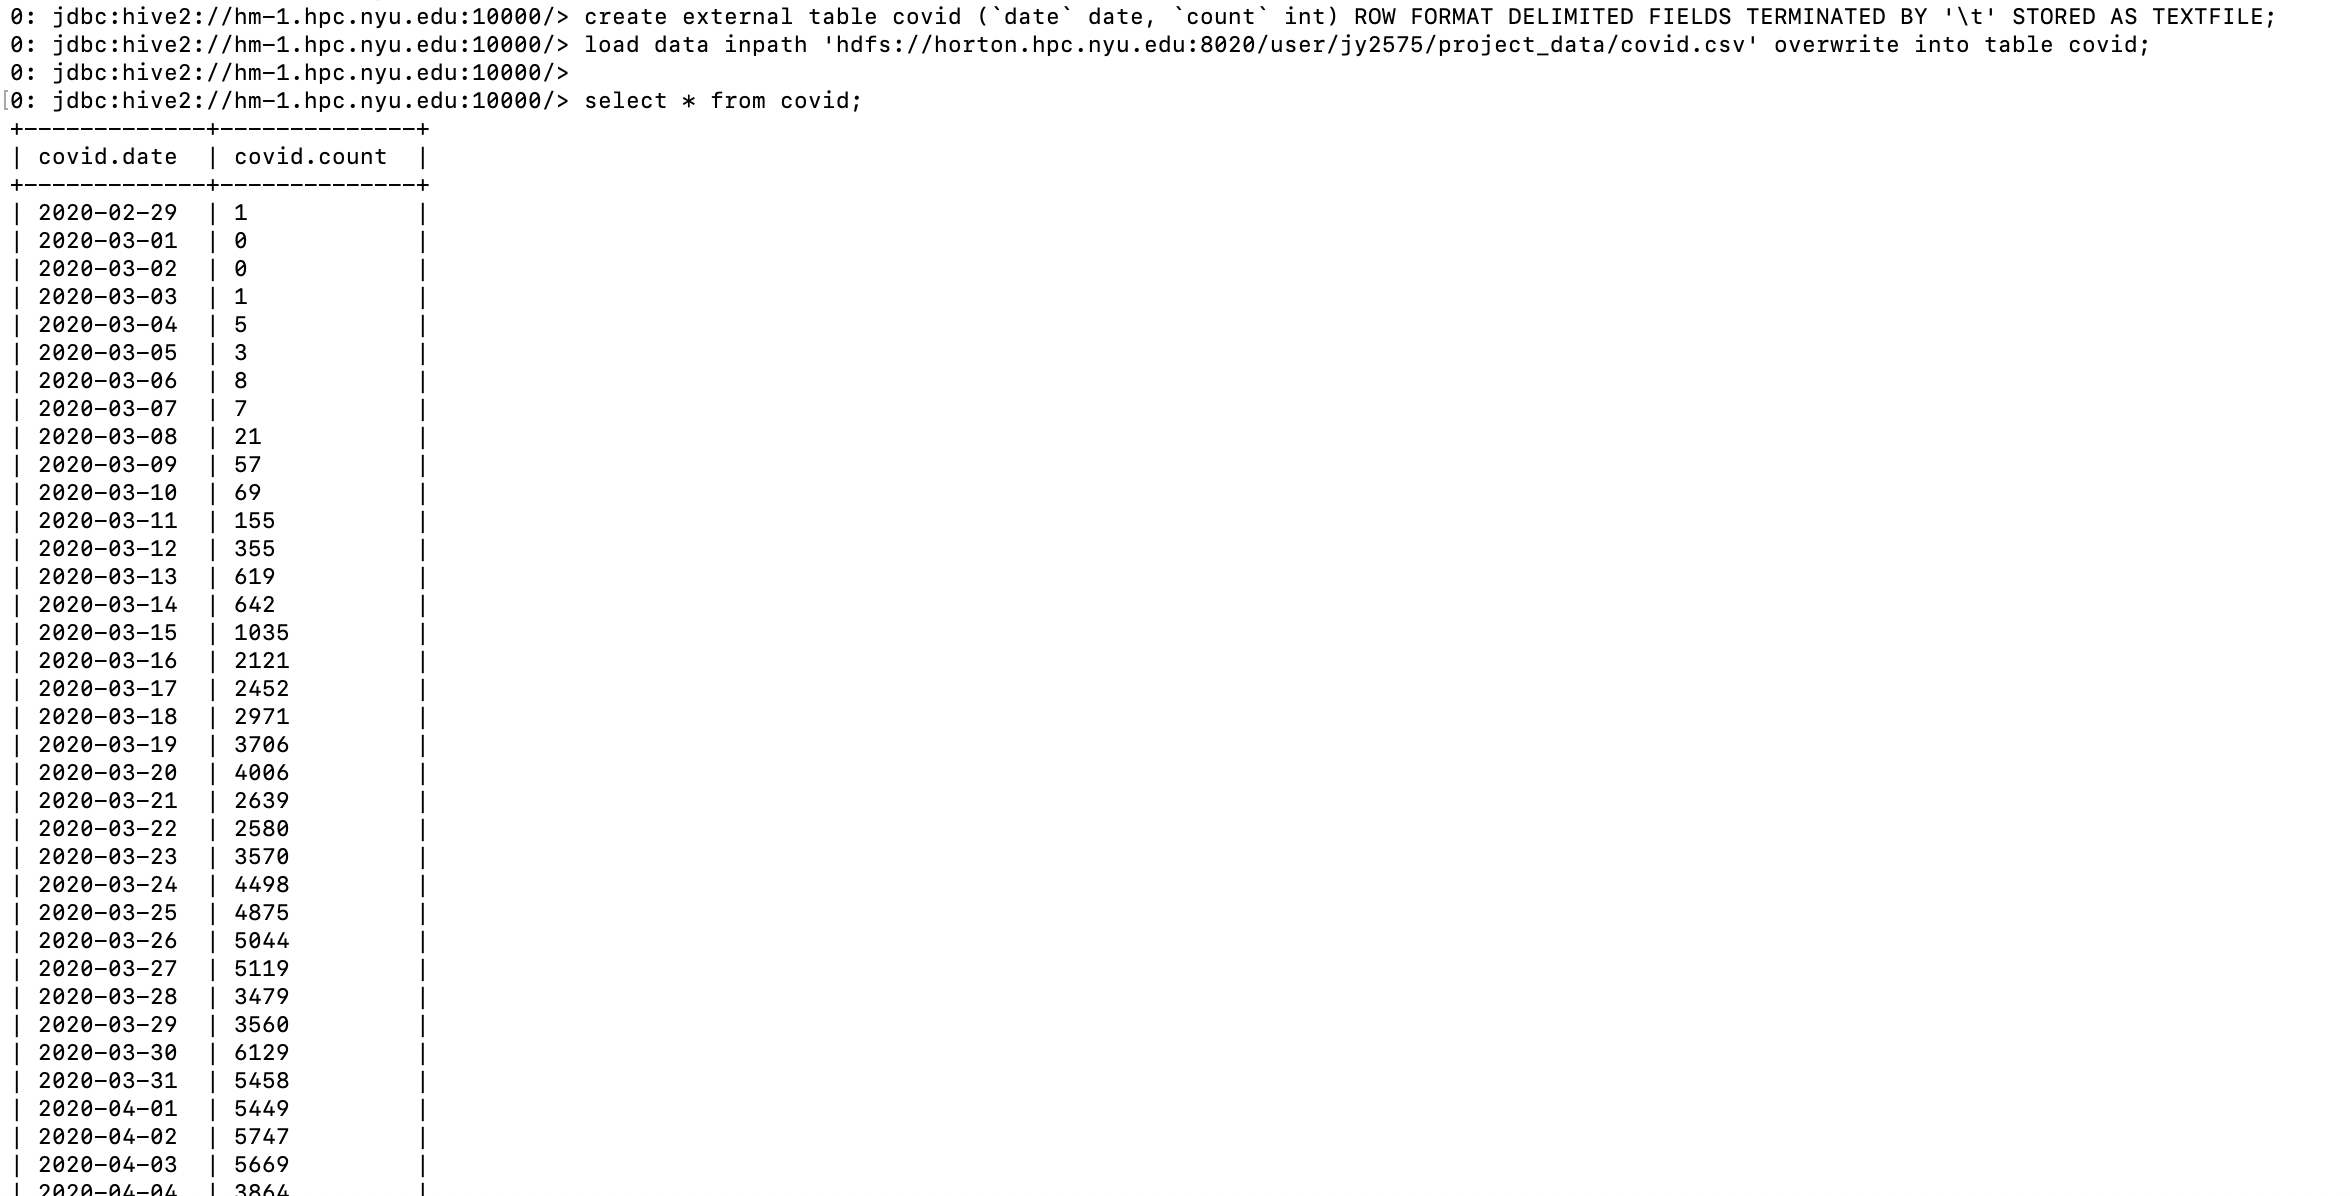 0: jdbc:hive2://hm-1.hpc.nyu.edu:10000/> create external table covid (`date` date, `count` int) ROW FORMAT DELIMITED FIELDS TERMINATED BY '\t' STORED AS TEXTFILE;
0: jdbc:hive2://hm-1.hpc.nyu.edu:10000/> load data inpath 'hdfs://horton.hpc.nyu.edu:8020/user/jy2575/project_data/covid.csv' overwrite into table covid;
0: jdbc:hive2://hm-1.hpc.nyu.edu:10000/>
[0: jdbc:hive2://hm-1.hpc.nyu.edu:10000/> select * from covid;
+-------------+--------------+
| covid.date  | covid.count  |
+-------------+--------------+
| 2020-02-29  | 1            |
| 2020-03-01  | 0            |
| 2020-03-02  | 0            |
| 2020-03-03  | 1            |
| 2020-03-04  | 5            |
| 2020-03-05  | 3            |
| 2020-03-06  | 8            |
| 2020-03-07  | 7            |
| 2020-03-08  | 21           |
| 2020-03-09  | 57           |
| 2020-03-10  | 69           |
| 2020-03-11  | 155          |
| 2020-03-12  | 355          |
| 2020-03-13  | 619          |
| 2020-03-14  | 642          |
| 2020-03-15  | 1035         |
| 2020-03-16  | 2121         |
| 2020-03-17  | 2452         |
| 2020-03-18  | 2971         |
| 2020-03-19  | 3706         |
| 2020-03-20  | 4006         |
| 2020-03-21  | 2639         |
| 2020-03-22  | 2580         |
| 2020-03-23  | 3570         |
| 2020-03-24  | 4498         |
| 2020-03-25  | 4875         |
| 2020-03-26  | 5044         |
| 2020-03-27  | 5119         |
| 2020-03-28  | 3479         |
| 2020-03-29  | 3560         |
| 2020-03-30  | 6129         |
| 2020-03-31  | 5458         |
| 2020-04-01  | 5449         |
| 2020-04-02  | 5747         |
| 2020-04-03  | 5669         |
| 2020-04-04  | 3864         |